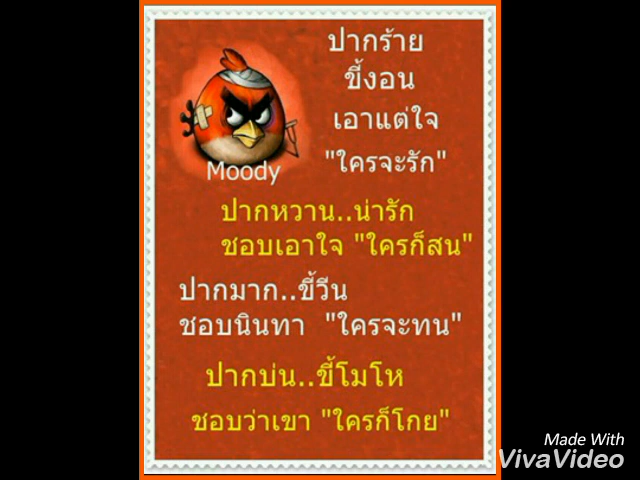 ปากร้าย
ขี้งอน
เอาแต่ใจ
"ใครจะรัก"
Moody
ปากหวาน..น่ารัก
ชอบเอาใจ "ใครก็สน"
ปากมาก..ขี้วีน
ชอบนินทา "ใครจะทน"
ปากบ่น..ขี้โมโห
ชอบว่าเขา "ใครก็โกย"
Made With
VivaVideo